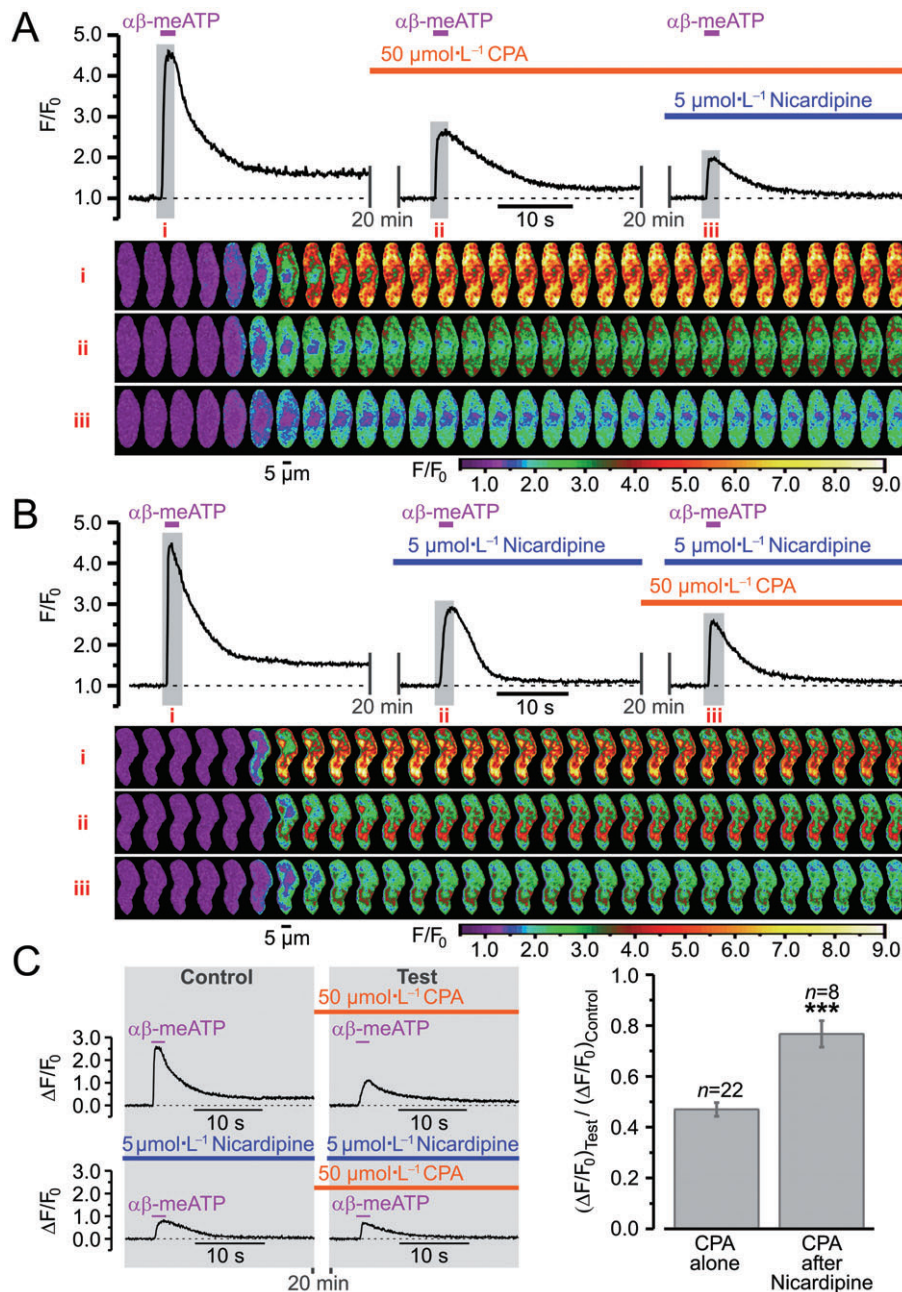 A
αβ-meATP αβ-meATP αβ-meATP
50 µmol·L⁻¹ CPA
5 µmol·L⁻¹ Nicardipine
F/F₀
5.0
4.0
3.0
2.0
1.0
20 min 20 min
10 s
i ii iii
i
ii
iii
5 µm
F/F₀
1.0 2.0 3.0 4.0 5.0 6.0 7.0 8.0 9.0
B
αβ-meATP αβ-meATP αβ-meATP
5 µmol·L⁻¹ Nicardipine 5 µmol·L⁻¹ Nicardipine
50 µmol·L⁻¹ CPA
F/F₀
5.0
4.0
3.0
2.0
1.0
20 min 20 min
10 s
i ii iii
i
ii
iii
5 µm
F/F₀
1.0 2.0 3.0 4.0 5.0 6.0 7.0 8.0 9.0
C
Control Test
50 µmol·L⁻¹ CPA
αβ-meATP αβ-meATP
ΔF/F₀
3.0
2.0
1.0
0.0
10 s 10 s
5 µmol·L⁻¹ Nicardipine 5 µmol·L⁻¹ Nicardipine
50 µmol·L⁻¹ CPA
αβ-meATP αβ-meATP
ΔF/F₀
3.0
2.0
1.0
0.0
10 s 10 s
20 min
(ΔF/F₀)Test / (ΔF/F₀)Control
1.0
0.8
0.6
0.4
0.2
0.0
n=22
n=8
***
CPA
alone
CPA
after
Nicardipine